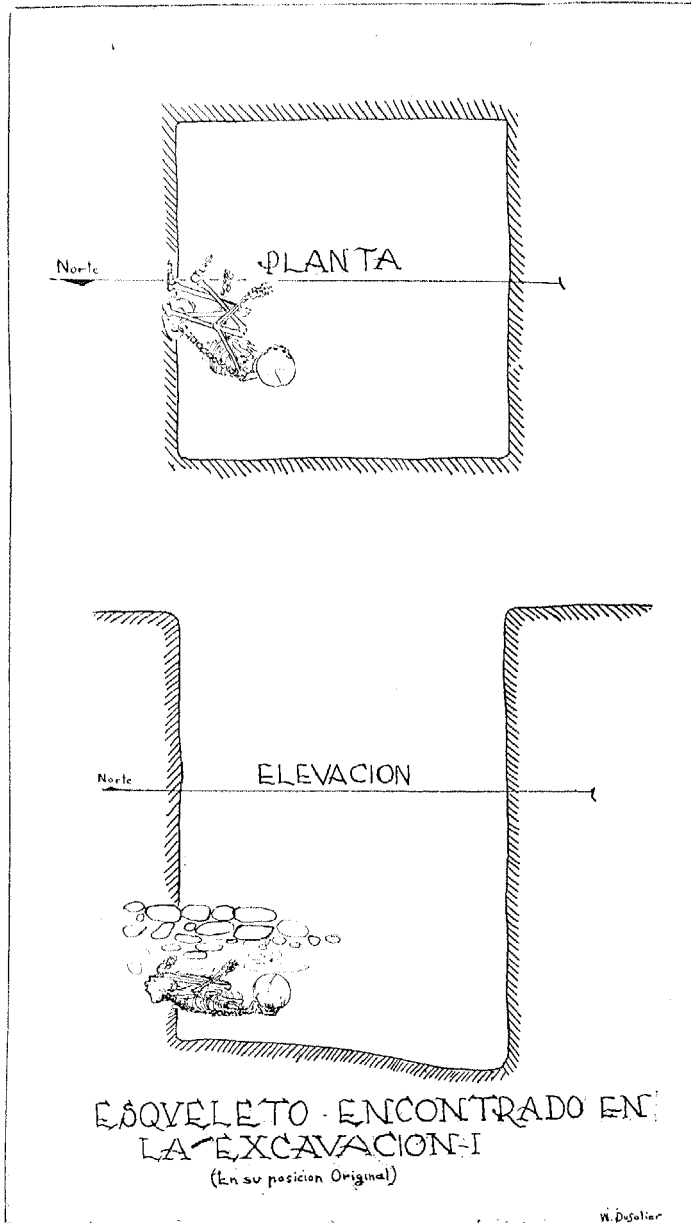 Norte
PLANTA
Norte
ELEVACION
ESQVELETO · ENCONTRADO EN
LA-EXCAVACION-I
(En su posicion Original)
W. Dusolier